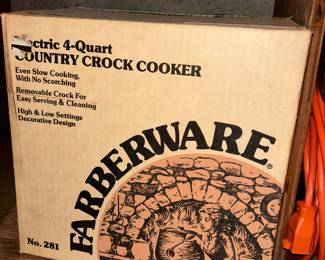 ectric 4-Quart
COUNTRY CROCK COOKER
Even Slow Cooking,
With No Scorching
Removable Crock For
Easy Serving & Cleaning
High & Low Settings
Decorative Design
FARBERWARE®
No. 281